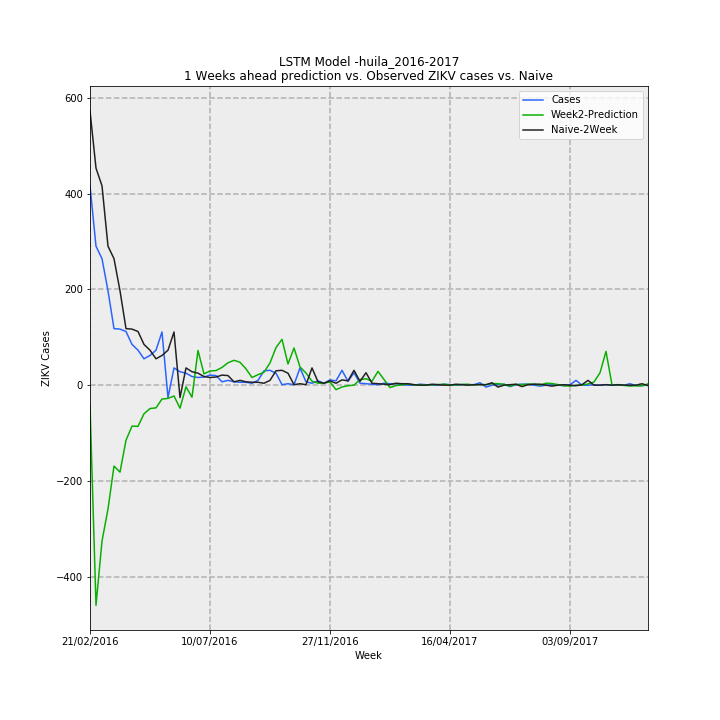 LSTM Model -huila_2016-2017
1 Weeks ahead prediction vs. Observed ZIKV cases vs. Naive
Cases
Week2-Prediction
Naive-2Week
ZIKV Cases
600
400
200
0
−200
−400
21/02/2016
10/07/2016
27/11/2016
16/04/2017
03/09/2017
Week